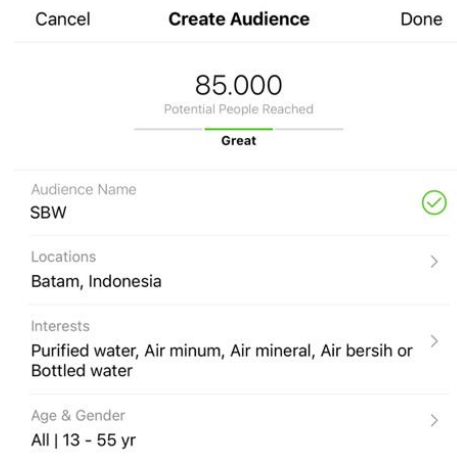 Cancel Create Audience Done
85.000
Potential People Reached
Great
Audience Name
SBW
Locations
Batam, Indonesia
Interests
Purified water, Air minum, Air mineral, Air bersih or
Bottled water
Age & Gender
All | 13 - 55 yr